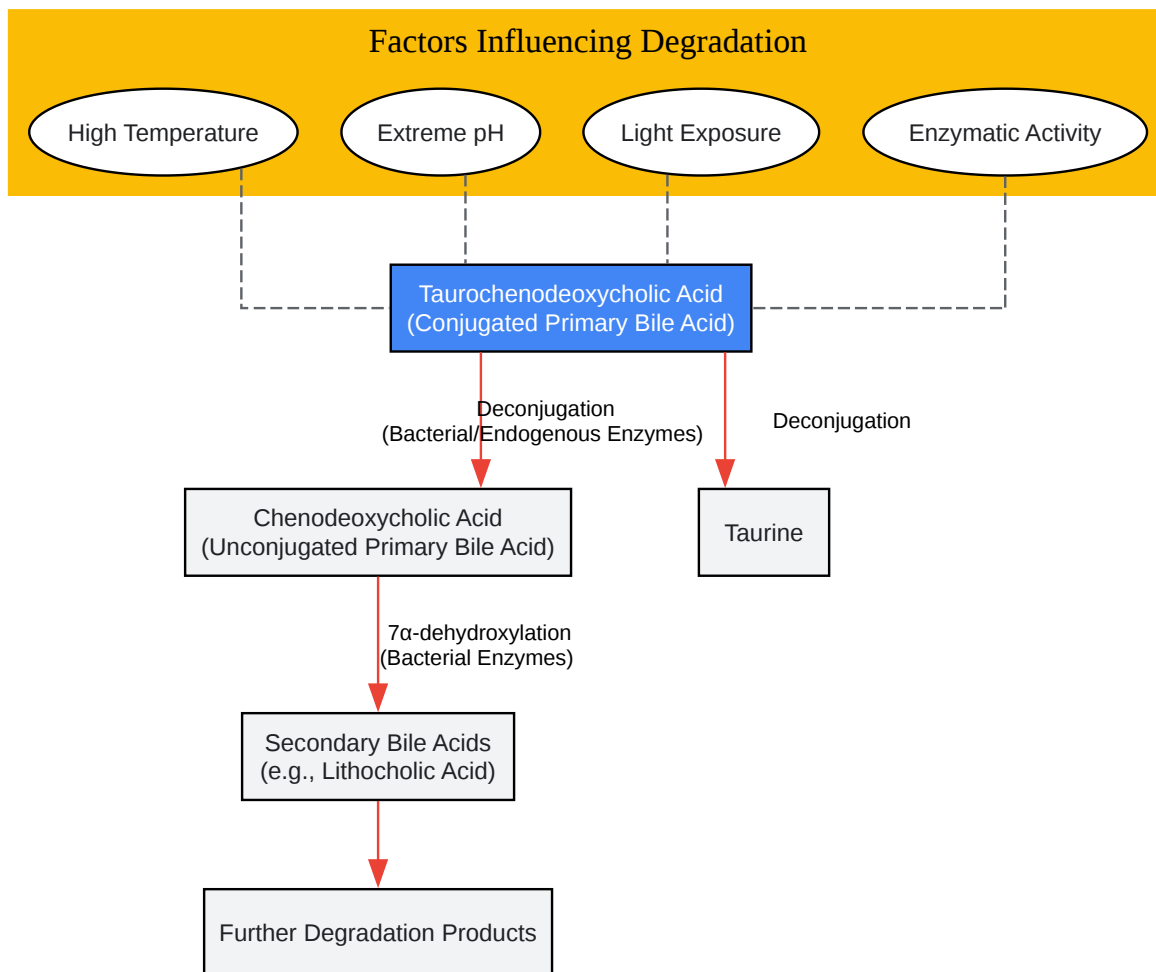 Factors Influencing Degradation
High Temperature
Extreme pH
Light Exposure
Enzymatic Activity
Taurochenodeoxycholic Acid
(Conjugated Primary Bile Acid)
Deconjugation
(Bacterial/Endogenous Enzymes)
Deconjugation
Chenodeoxycholic Acid
(Unconjugated Primary Bile Acid)
Taurine
7α-dehydroxylation
(Bacterial Enzymes)
Secondary Bile Acids
(e.g., Lithocholic Acid)
Further Degradation Products